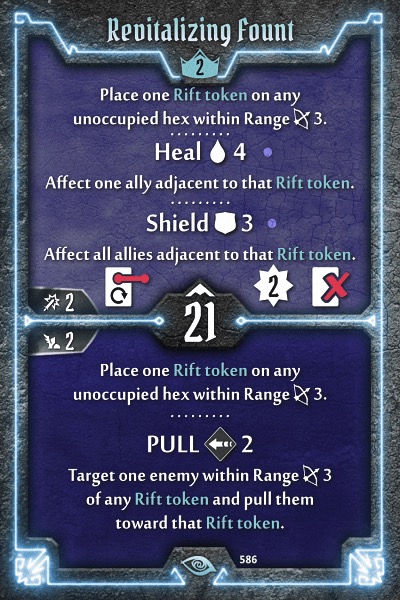 Revitalizing Fount
2
Place one Rift token on any
unoccupied hex within Range 3.
Heal 4
Affect one ally adjacent to that Rift token.
Shield 3
Affect all allies adjacent to that Rift token.
2
2
21
2
Place one Rift token on any
unoccupied hex within Range 3.
PULL 2
Target one enemy within Range 3
of any Rift token and pull them
toward that Rift token.
586